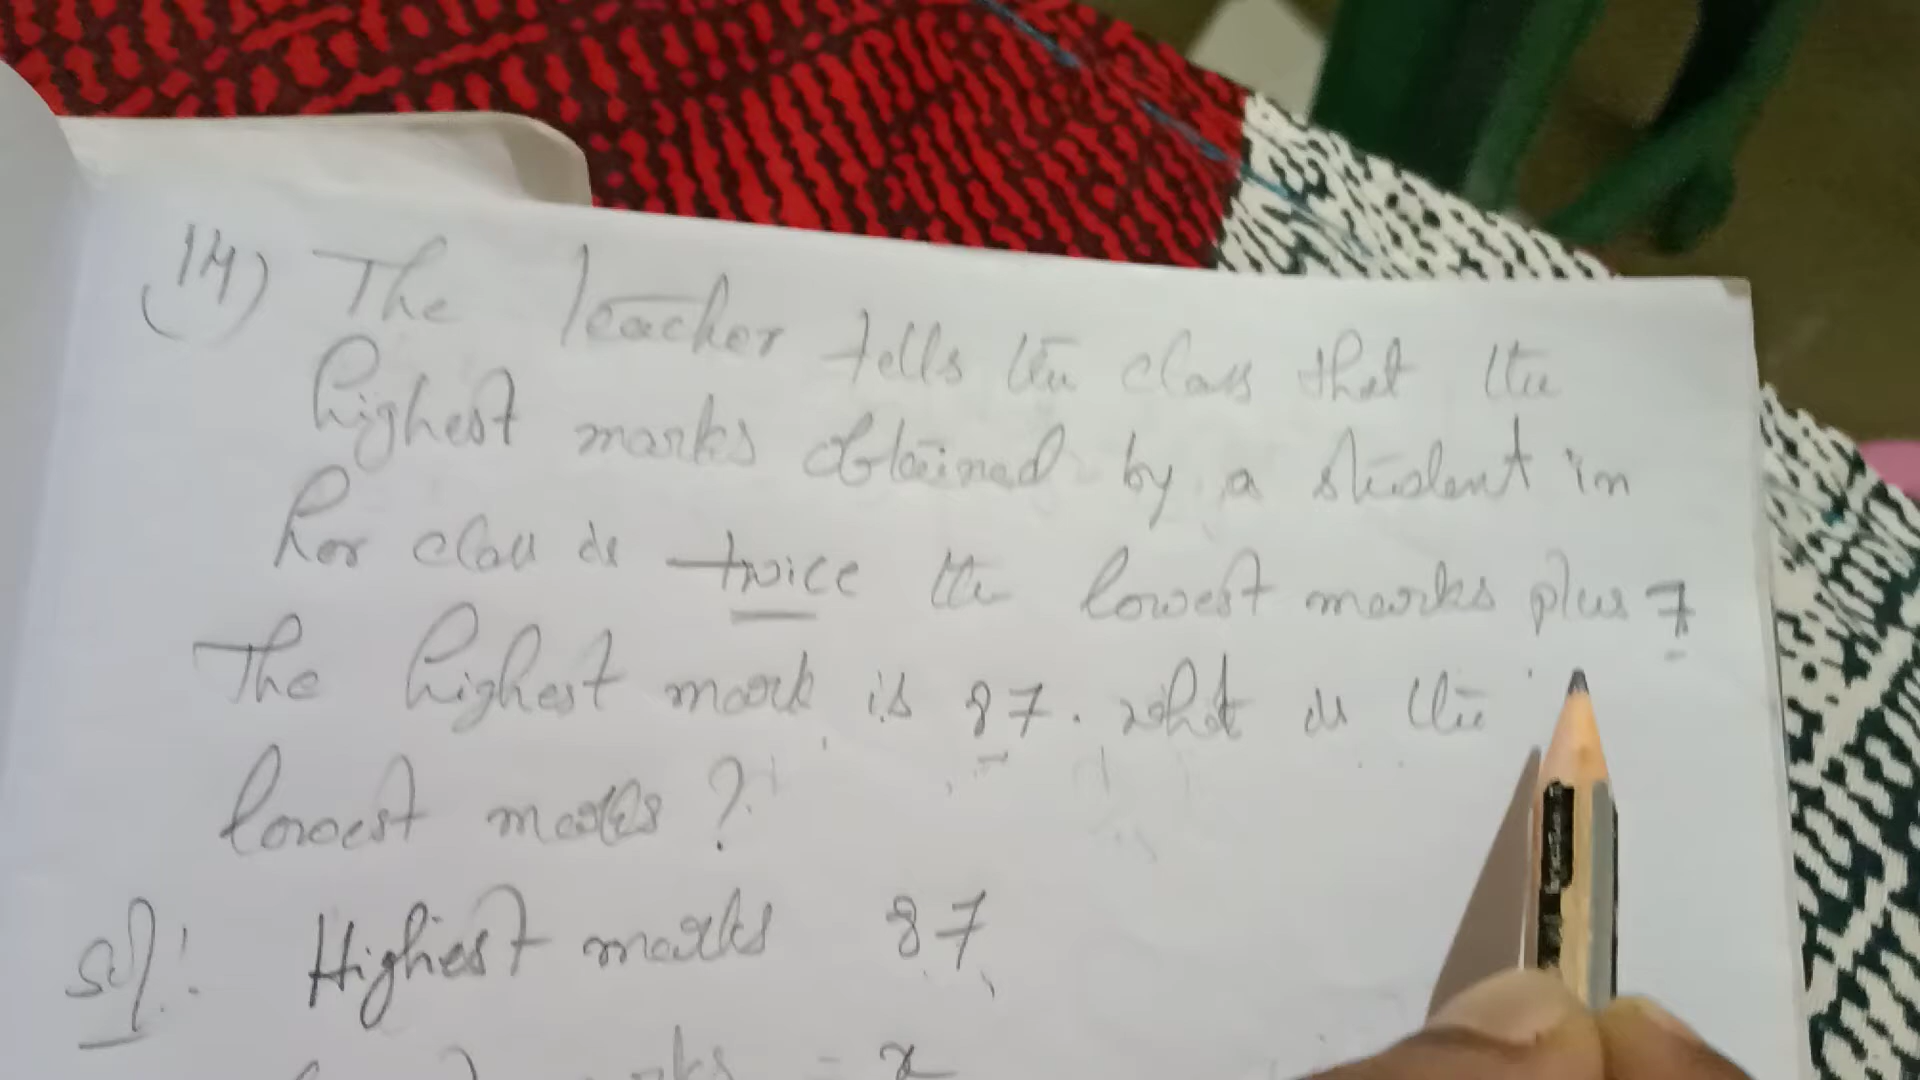 14) The Teacher tells the class that the
highest marks obtained by a student in
her class is twice the lowest marks plus 7
The highest mark is 87. what is the
lowest marks ?
Sol: Highest marks 87
marks = x